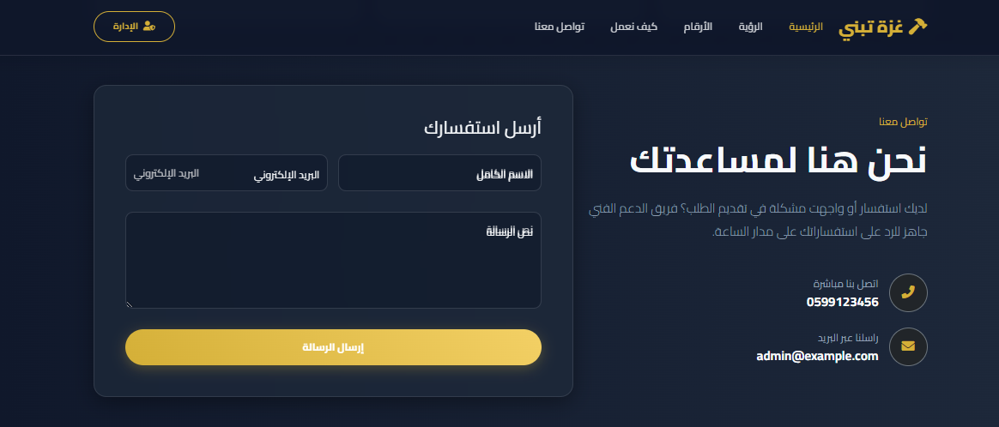 غزة تبني
الرئيسية
الرؤية
الأرقام
كيف نعمل
تواصل معنا
الإدارة
تواصل معنا
نحن هنا لمساعدتك
لديك استفسار أو واجهت مشكلة في تقديم الطلب؟ فريق الدعم الفني
جاهز للرد على استفساراتك على مدار الساعة.
اتصل بنا مباشرة
0599123456
راسلنا عبر البريد
admin@example.com
أرسل استفسارك
الاسم الكامل
البريد الإلكتروني
البريد الإلكتروني
نص الرسالة
إرسال الرسالة